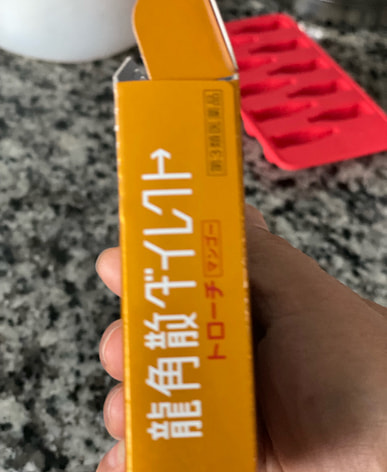 龍角散ダイレクト
トローチ マンゴー
第3類医薬品